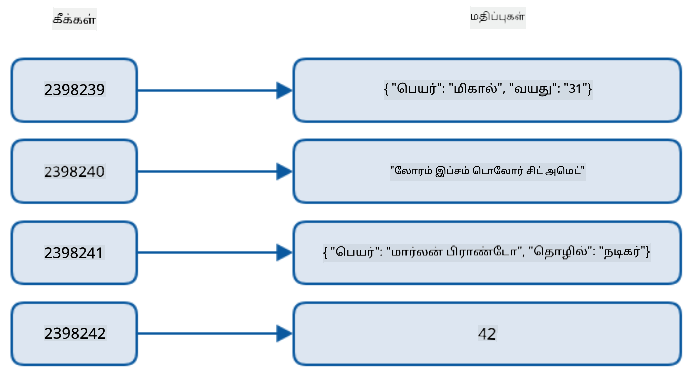 கீக்கள்
மதிப்புகள்
2398239
{ "பெயர்": "மிகால்", "வயது": "31"}
2398240
"லோரம் இப்சம் டொலோர் சிட் அமெட்"
2398241
{ "பெயர்": "மார்லன் பிராண்டோ", "தொழில்": "நடிகர்"}
2398242
42